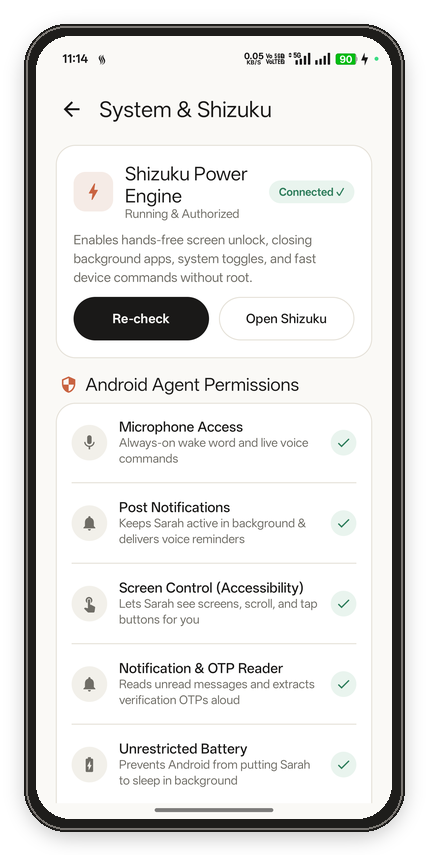 11:14
0.05 KB/S Vo 5GD VoLTED 5G 90
System & Shizuku
Shizuku Power
Engine
Connected ✓
Running & Authorized
Enables hands-free screen unlock, closing
background apps, system toggles, and fast
device commands without root.
Re-check
Open Shizuku
Android Agent Permissions
Microphone Access
Always-on wake word and live voice
commands
Post Notifications
Keeps Sarah active in background &
delivers voice reminders
Screen Control (Accessibility)
Lets Sarah see screens, scroll, and tap
buttons for you
Notification & OTP Reader
Reads unread messages and extracts
verification OTPs aloud
Unrestricted Battery
Prevents Android from putting Sarah
to sleep in background